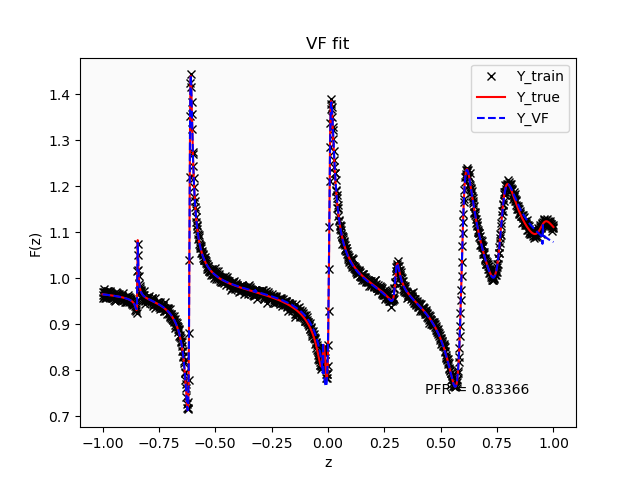 VF fit
Y_train
Y_true
Y_VF
F(z)
1.4
1.3
1.2
1.1
1.0
0.9
0.8
0.7
PFR = 0.83366
−1.00 −0.75 −0.50 −0.25 0.00 0.25 0.50 0.75 1.00
z